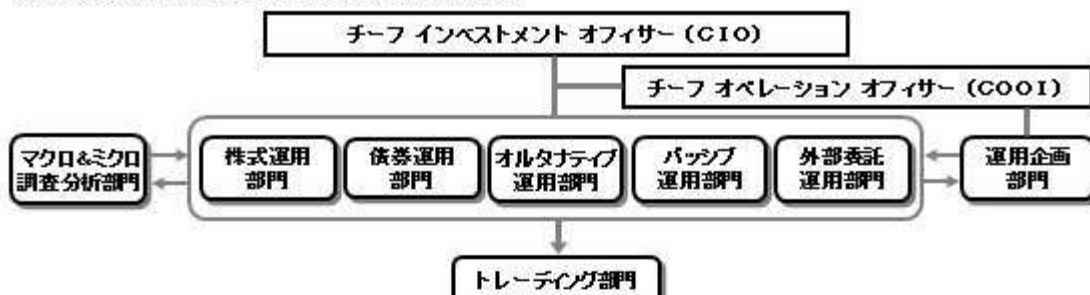 チーフ インベストメント オフィサー (CIO)
チーフ オペレーション オフィサー (COOI)
マクロ&ミクロ
調査分析部門
株式運用
部門
債券運用
部門
オルタナティブ
運用部門
パッシブ
運用部門
外部委託
運用部門
運用企画
部門
トレーディング部門